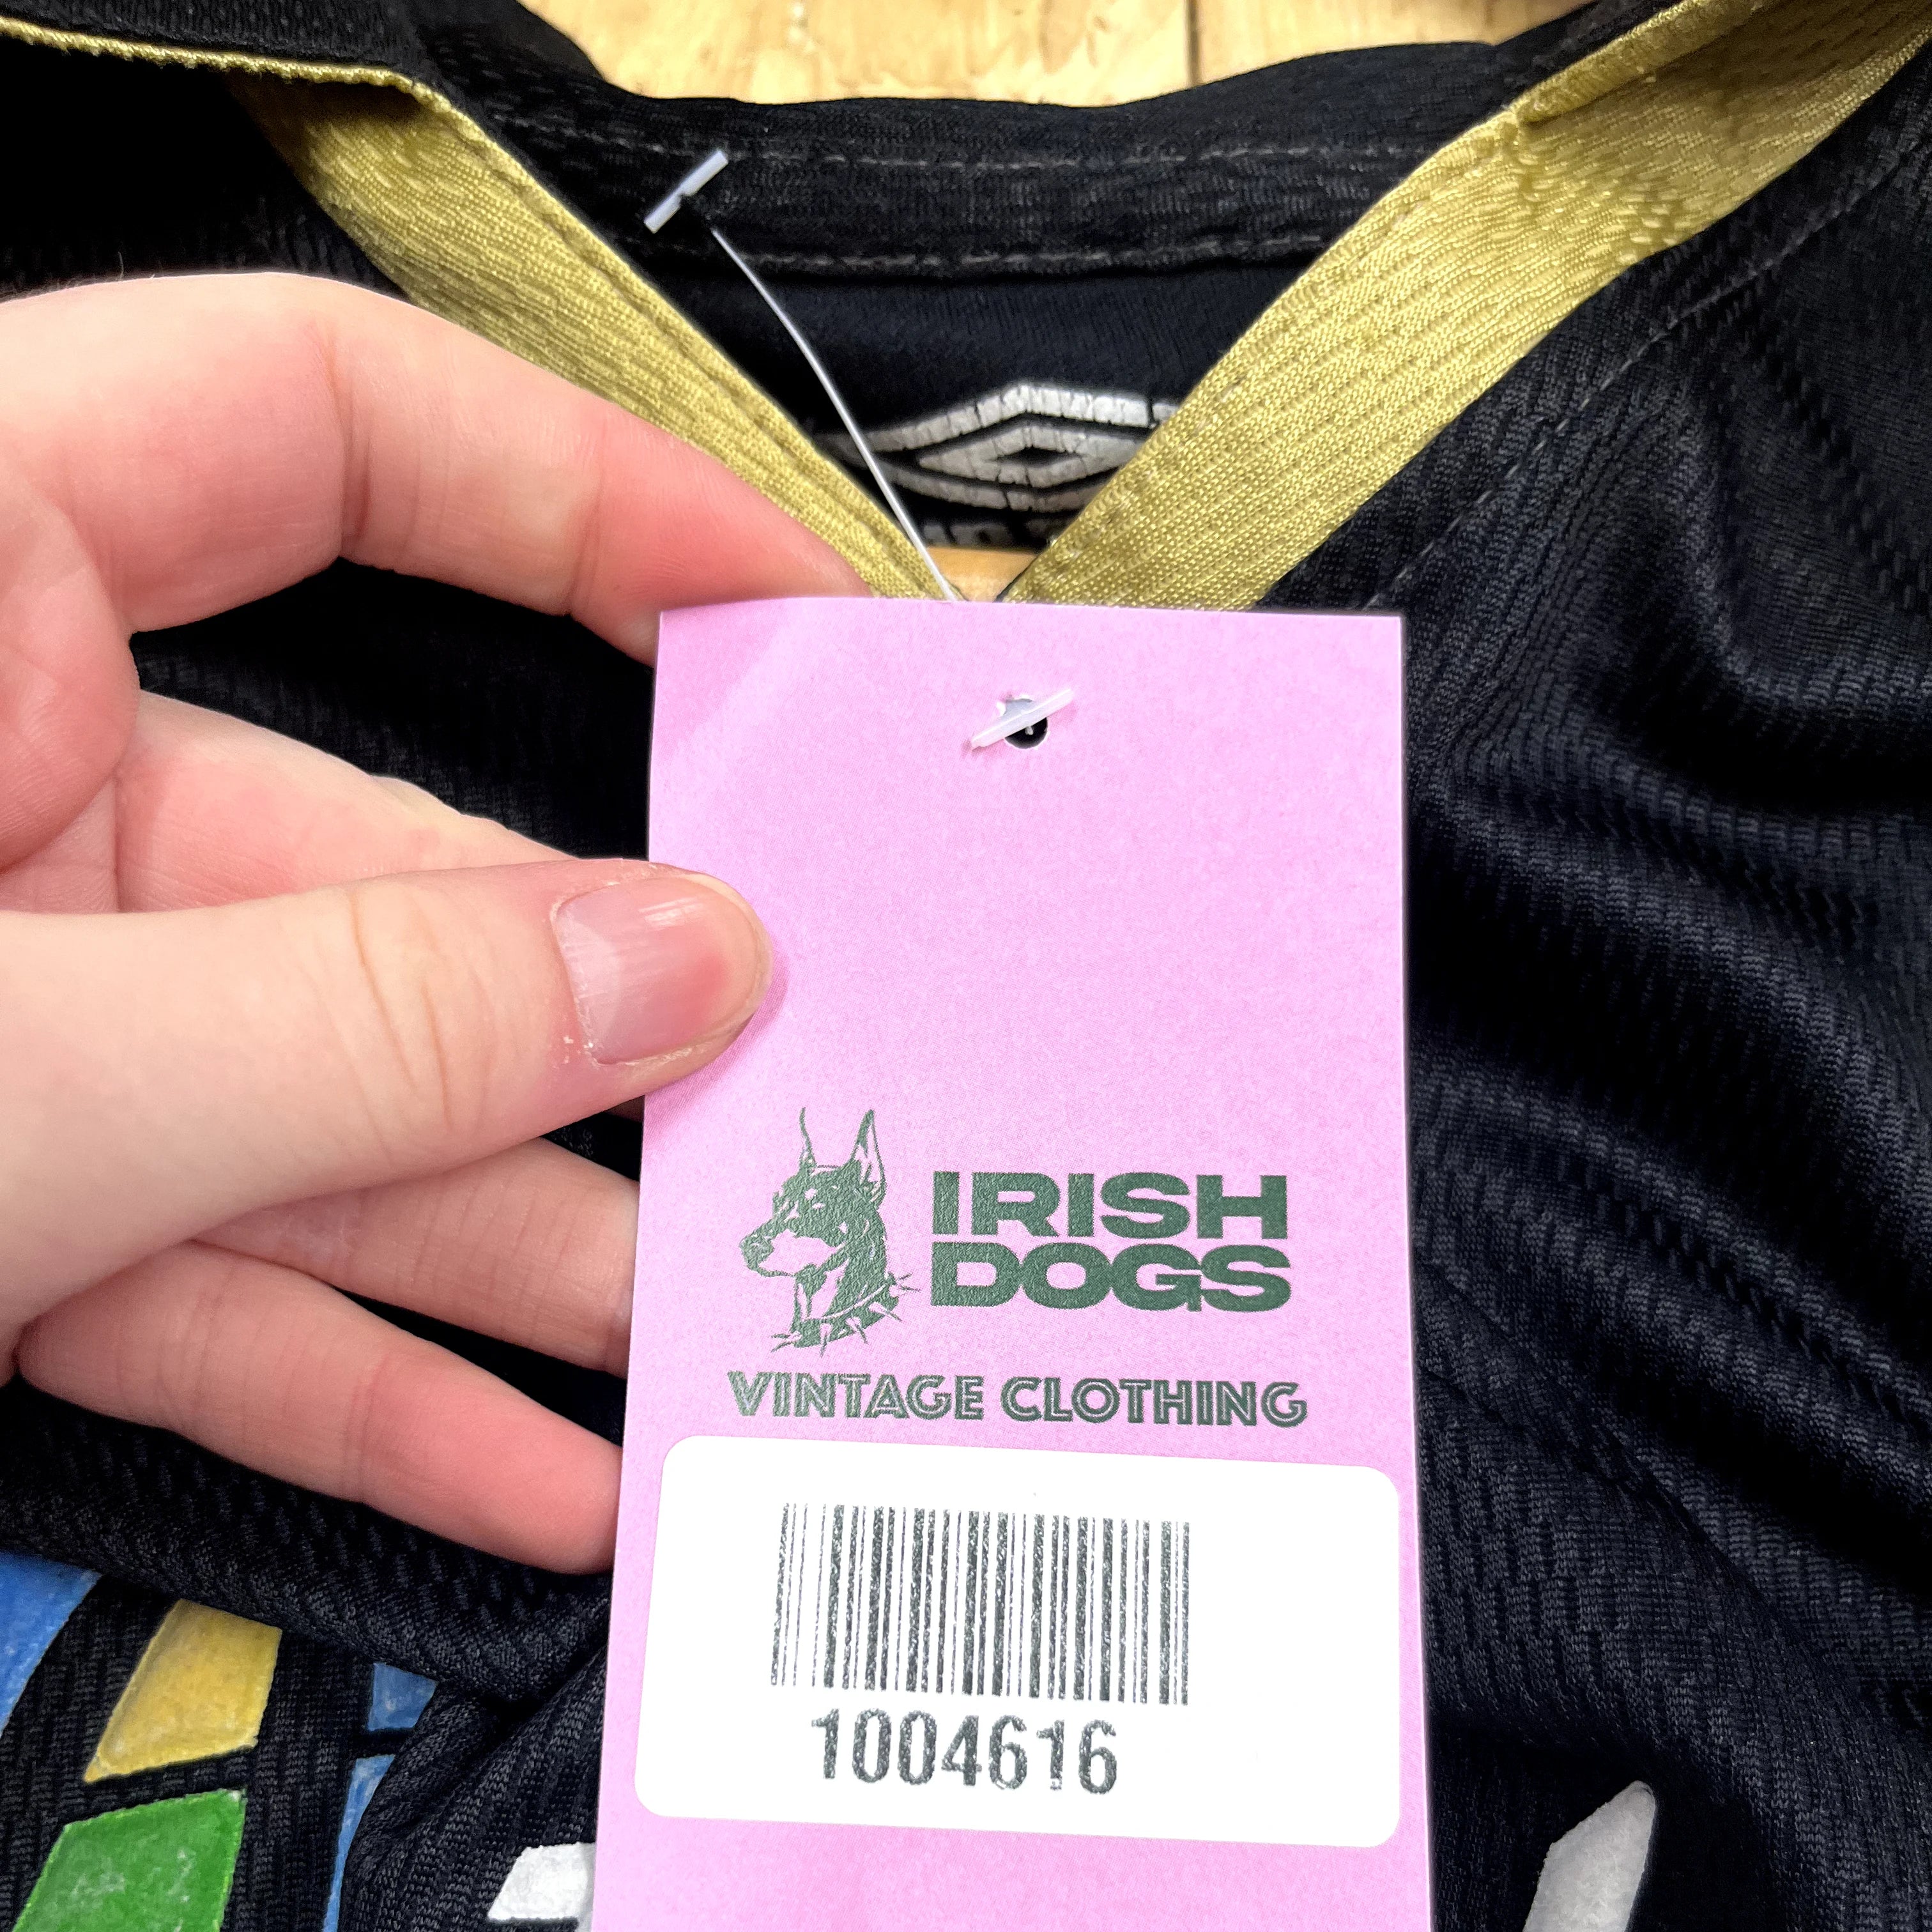 IRISH
DOGS
VINTAGE CLOTHING
1004616